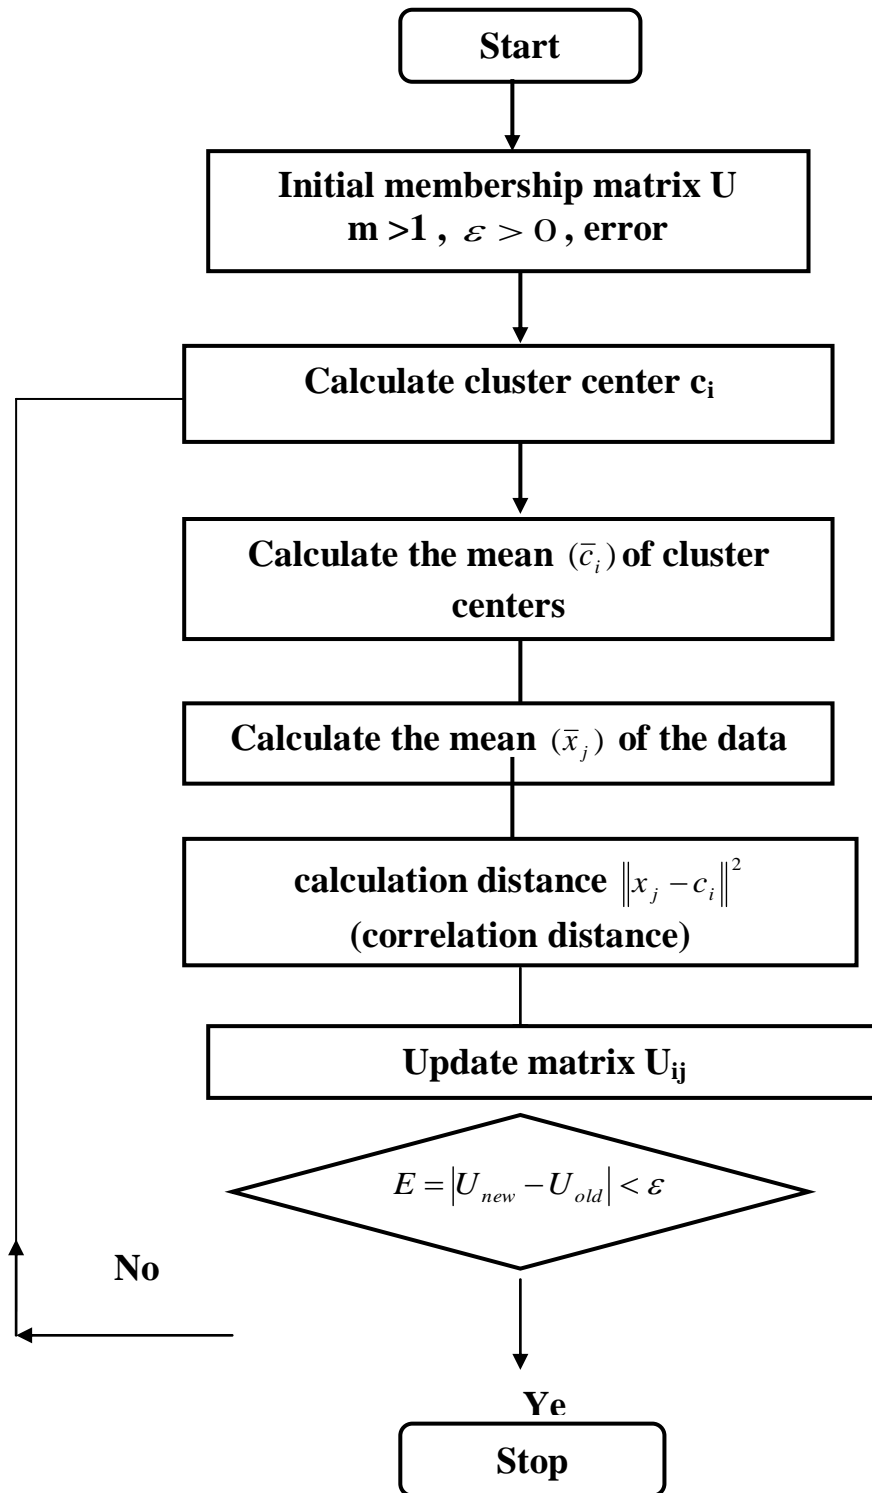 Start
Initial membership matrix U
m >1 , ε > 0 , error
Calculate cluster center cᵢ
Calculate the mean (c̅ᵢ) of cluster
centers
Calculate the mean (x̅ⱼ) of the data
calculation distance ‖xⱼ − cᵢ‖²
(correlation distance)
Update matrix Uᵢⱼ
E = |U_new − U_old| < ε
No
Ye
Stop